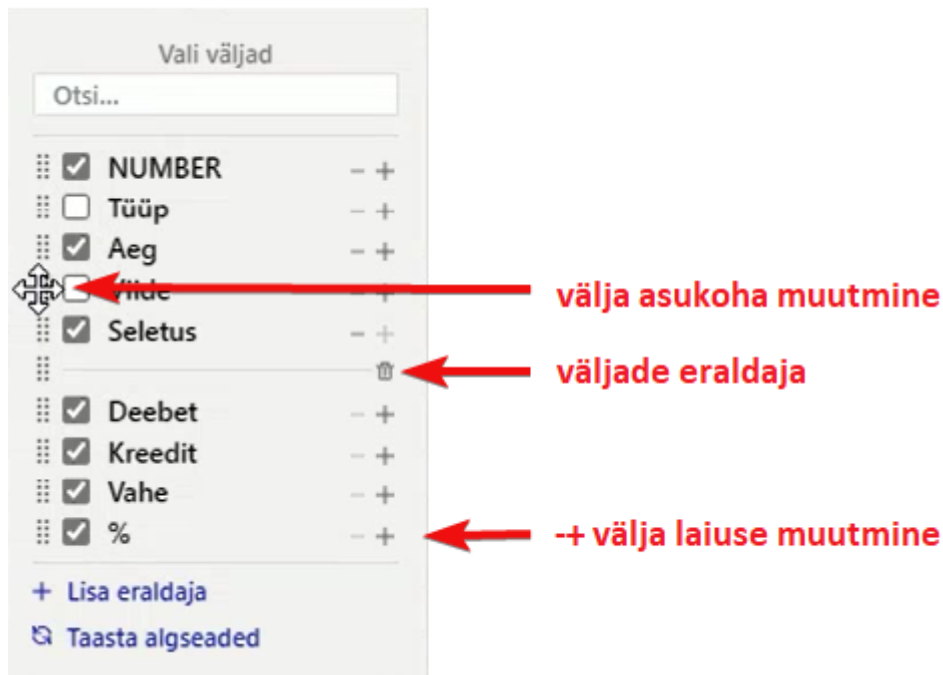 Vali väljad
Otsi...
NUMBER
Tüüp
Aeg
Viide
välja asukoha muutmine
Seletus
väljade eraldaja
Deebet
Kreedit
Vahe
%
-+ välja laiuse muutmine
+ Lisa eraldaja
Taasta algseaded